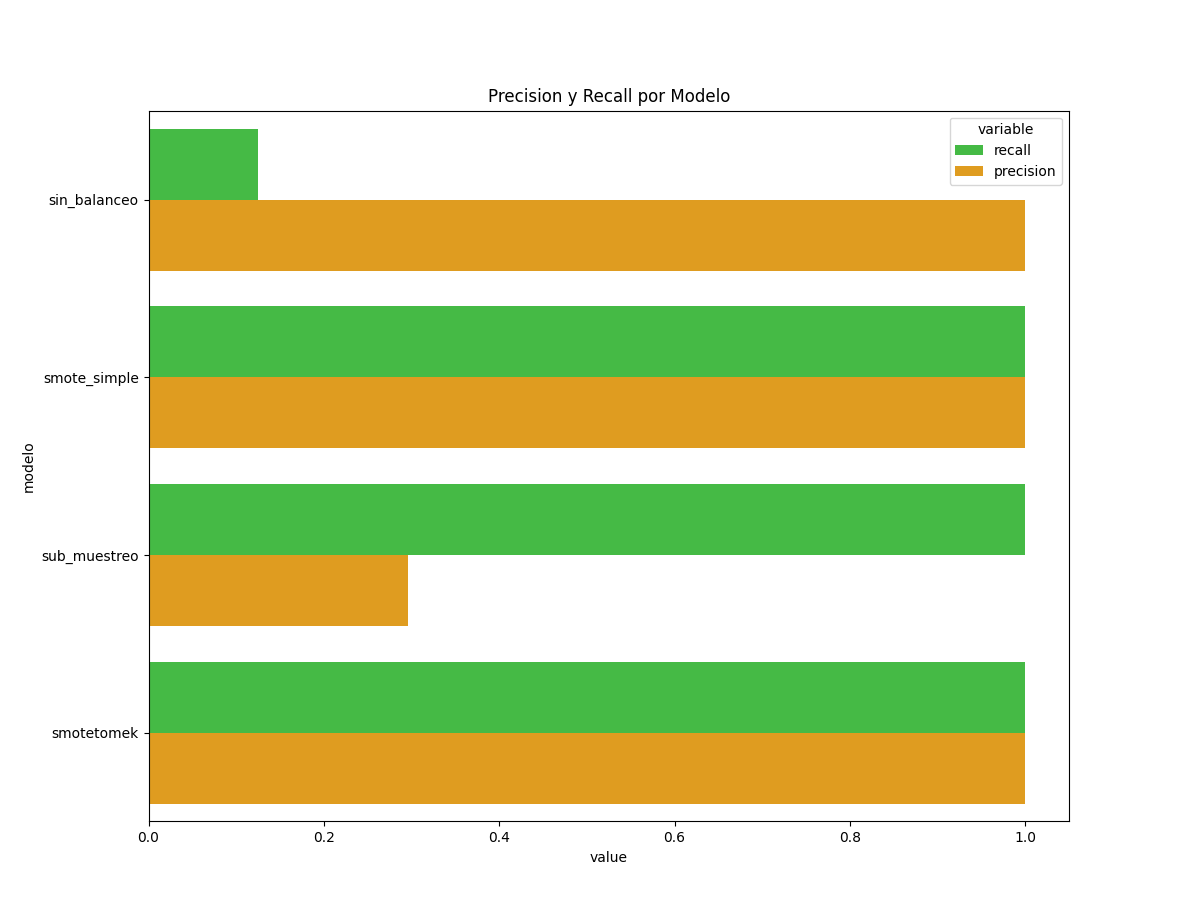 Precision y Recall por Modelo
variable
recall
precision
sin_balanceo
smote_simple
sub_muestreo
smotetomek
modelo
0.0 0.2 0.4 0.6 0.8 1.0
value